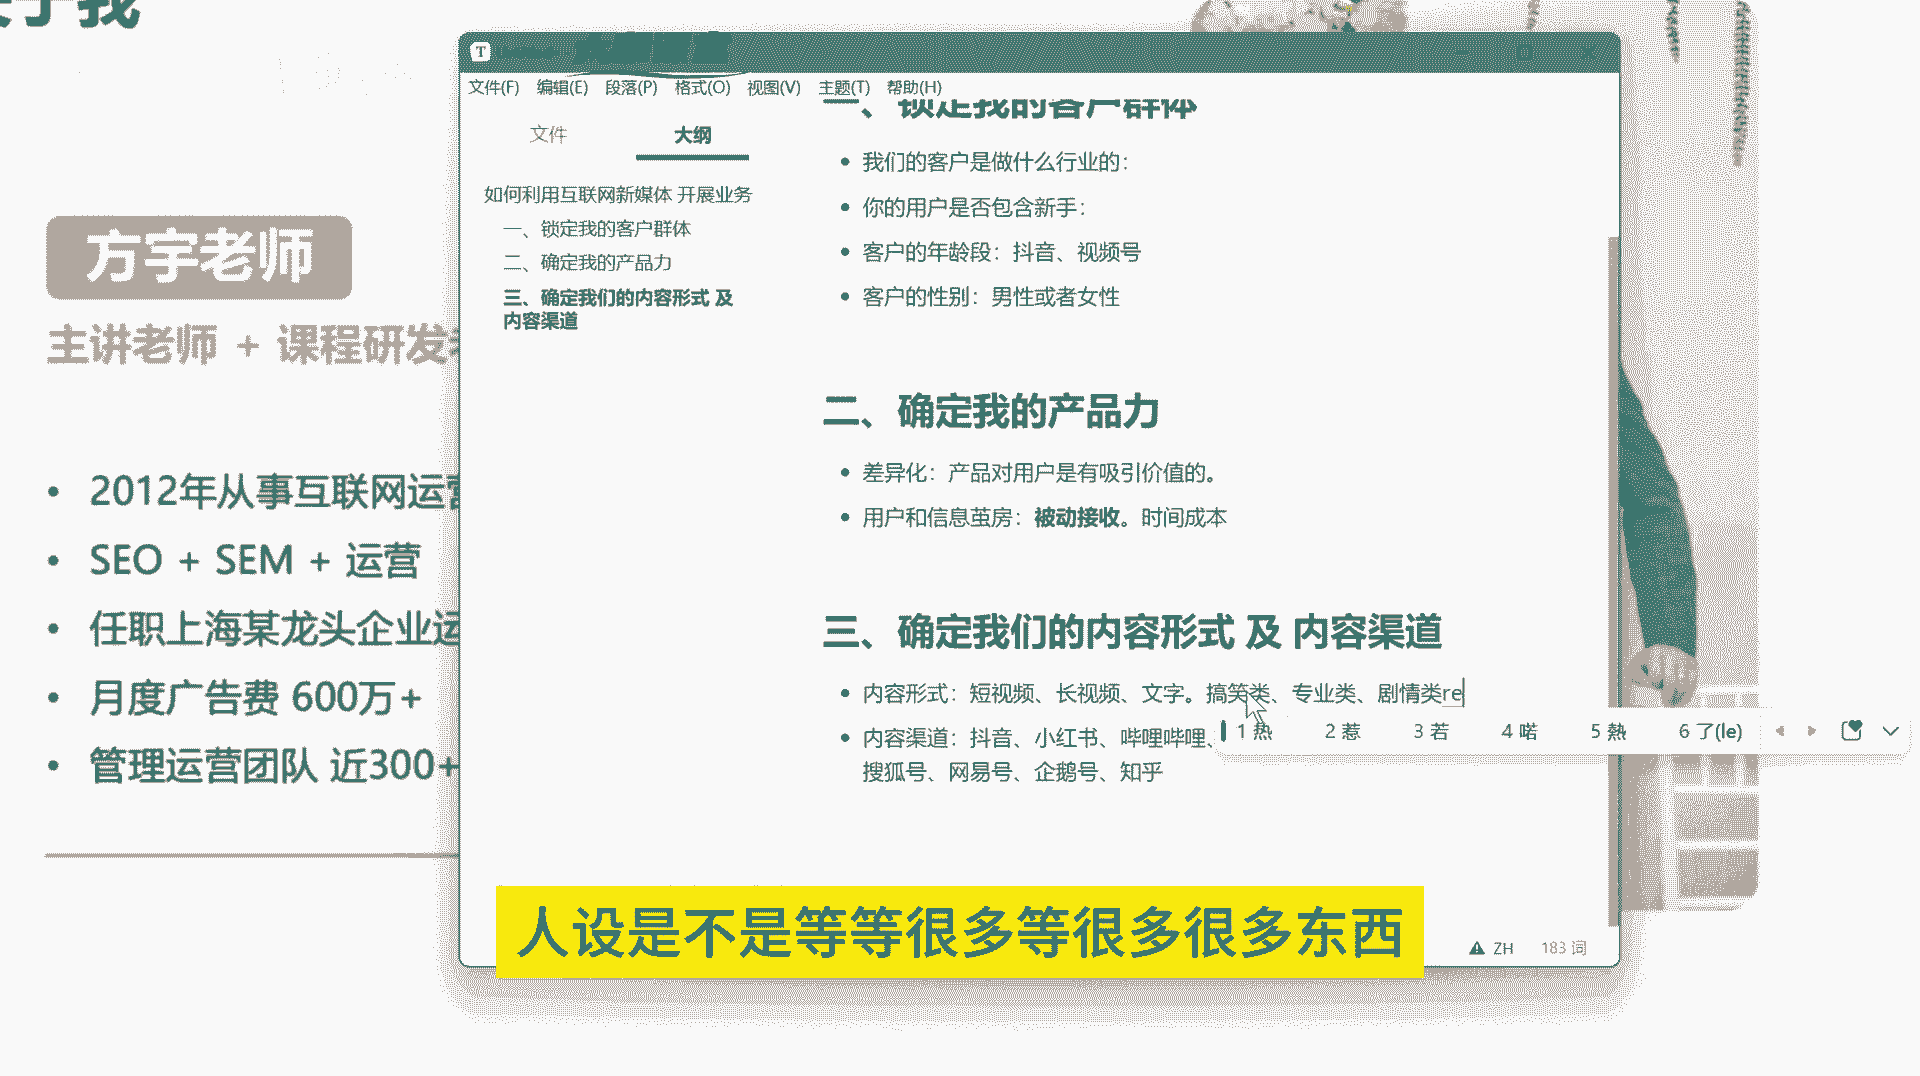 于我
方宇老师
主讲老师 + 课程研发
• 2012年从事互联网运营
• SEO + SEM + 运营
• 任职上海某龙头企业运
• 月度广告费 600万+
• 管理运营团队 近300+
T
文件(F) 编辑(E) 段落(P) 格式(O) 视图(V) 主题(T) 帮助(H)
文件 大纲
如何利用互联网新媒体 开展业务
一、锁定我的客户群体
二、确定我的产品力
三、确定我们的内容形式 及
内容渠道
一、锁定我的客户群体
• 我们的客户是做什么行业的：
• 你的用户是否包含新手：
• 客户的年龄段：抖音、视频号
• 客户的性别：男性或者女性
二、确定我的产品力
• 差异化：产品对用户是有吸引价值的。
• 用户和信息茧房：被动接收。时间成本
三、确定我们的内容形式 及 内容渠道
• 内容形式：短视频、长视频、文字。搞笑类、专业类、剧情类re
1 热 2 惹 3 若 4 喏 5 熱 6 了(le)
• 内容渠道：抖音、小红书、哔哩哔哩、
搜狐号、网易号、企鹅号、知乎
人设是不是等等很多等很多很多东西
ZH 183 词